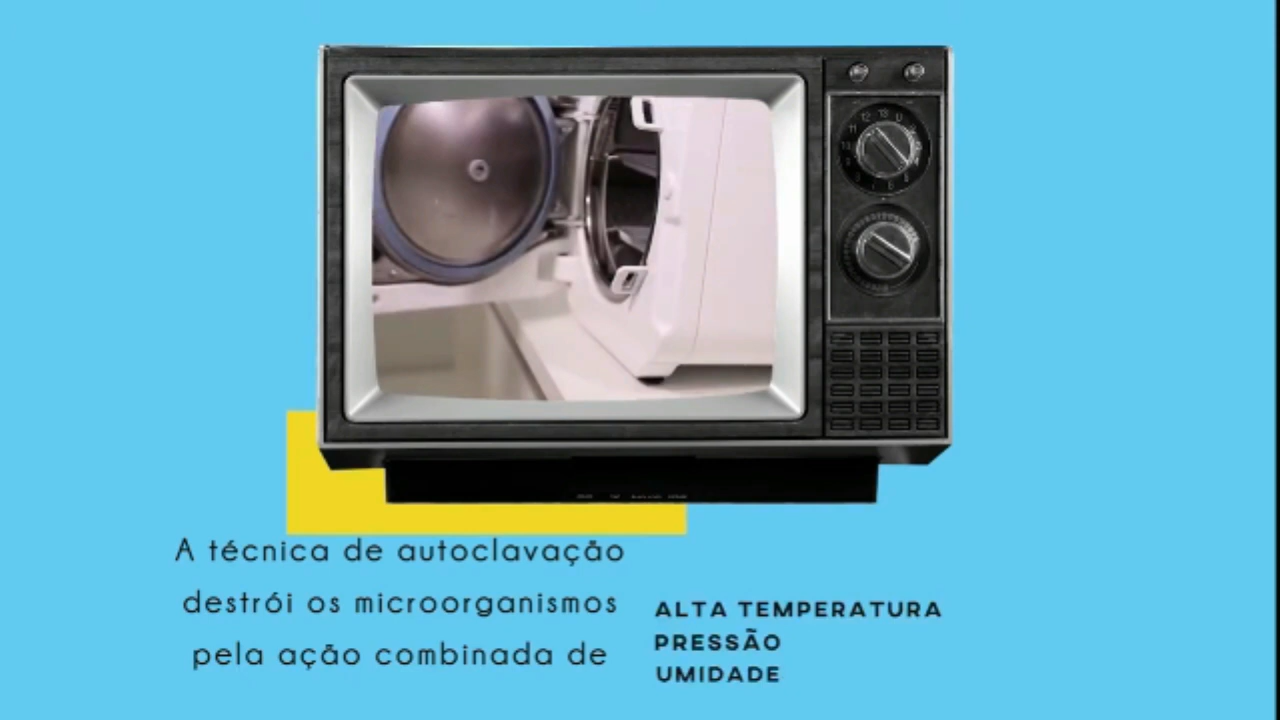 A técnica de autoclavação
destrói os microorganismos
pela ação combinada de
ALTA TEMPERATURA
PRESSÃO
UMIDADE